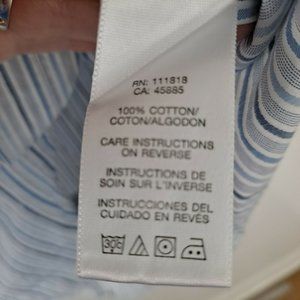 RN: 111818
CA: 45885
100% COTTON/
COTON/ALGODON
CARE INSTRUCTIONS
ON REVERSE
INSTRUCTIONS DE
SOIN SUR L'INVERSE
INSTRUCCIONES DEL
CUIDADO EN REVÉS
30°c